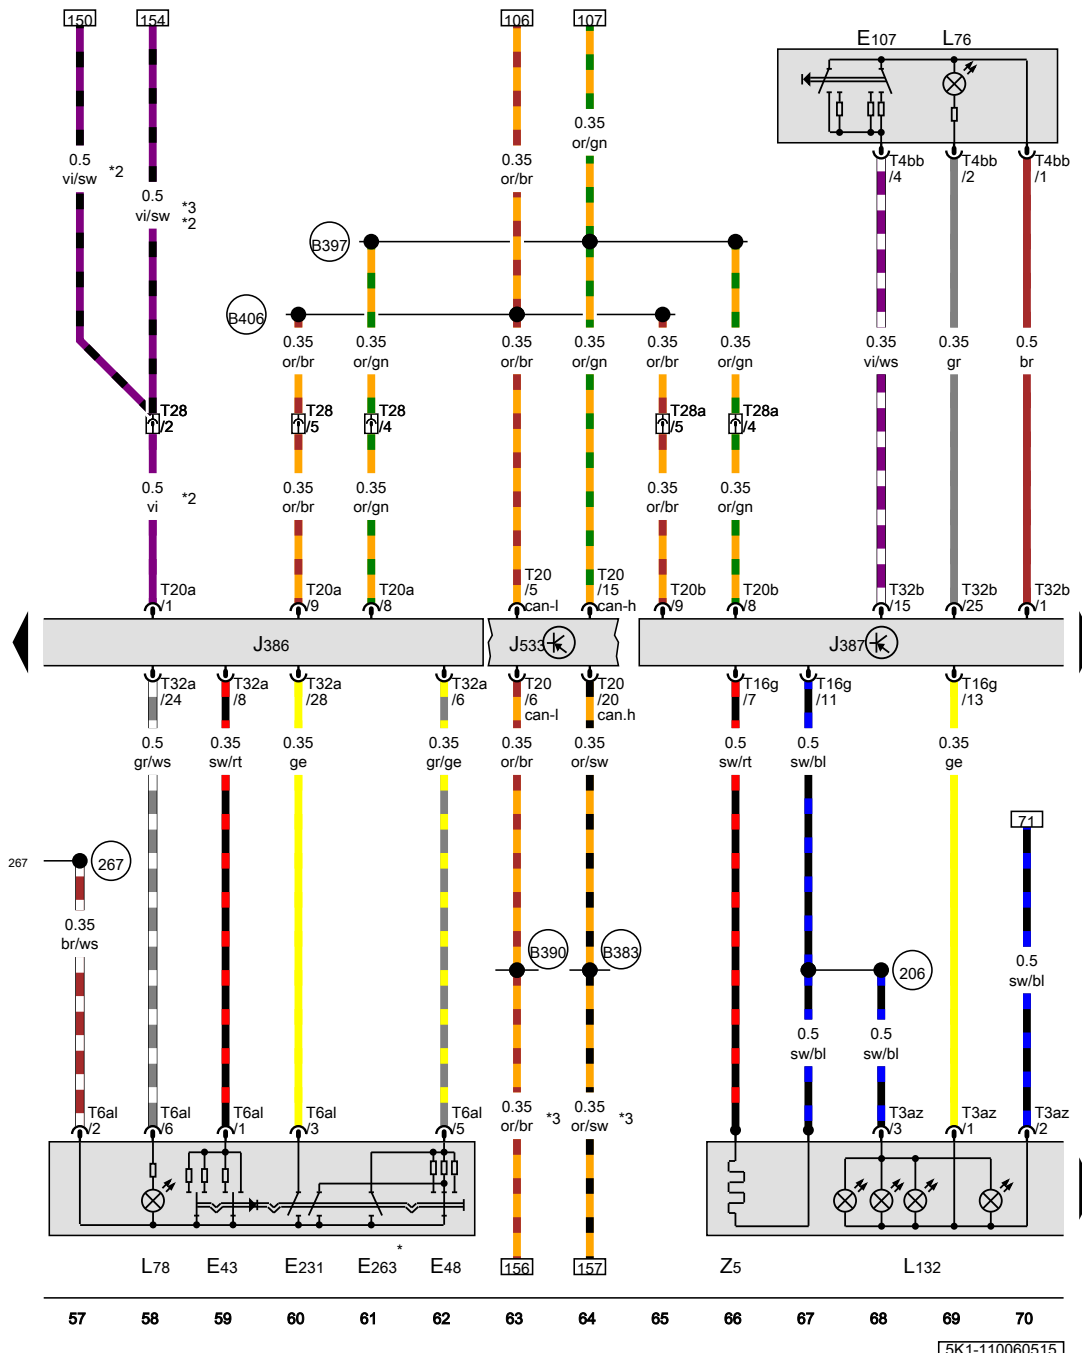 150
154
106
107
E107
L76
0.5
vi/sw
*2
0.5
vi/sw
*3
*2
0.35
or/br
0.35
or/gn
T4bb
/4
T4bb
/2
T4bb
/1
B397
B406
0.35
or/br
0.35
or/gn
0.35
or/br
0.35
or/gn
0.35
or/br
0.35
or/gn
0.35
vi/ws
0.35
gr
0.5
br
T28
/2
T28
/5
T28
/4
T28a
/5
T28a
/4
0.5
vi
*2
0.35
or/br
0.35
or/gn
0.35
or/br
0.35
or/gn
T20a
/1
T20a
/9
T20a
/8
T20
/5
can-l
T20
/15
can-h
T20b
/9
T20b
/8
T32b
/15
T32b
/25
T32b
/1
J386
J533
J387
T32a
/24
T32a
/8
T32a
/28
T32a
/6
T20
/6
can-l
T20
/20
can.h
T16g
/7
T16g
/11
T16g
/13
0.5
gr/ws
0.35
sw/rt
0.35
ge
0.35
gr/ge
0.35
or/br
0.35
or/sw
0.5
sw/rt
0.5
sw/bl
0.35
ge
71
267
267
0.35
br/ws
B390
B383
206
0.5
sw/bl
0.5
sw/bl
0.5
sw/bl
T6al
/2
T6al
/6
T6al
/1
T6al
/3
T6al
/5
0.35
or/br
*3
0.35
or/sw
*3
T3az
/3
T3az
/1
T3az
/2
L78
E43
E231
E263
*
E48
156
157
Z5
L132
57
58
59
60
61
62
63
64
65
66
67
68
69
70
5K1-110060515